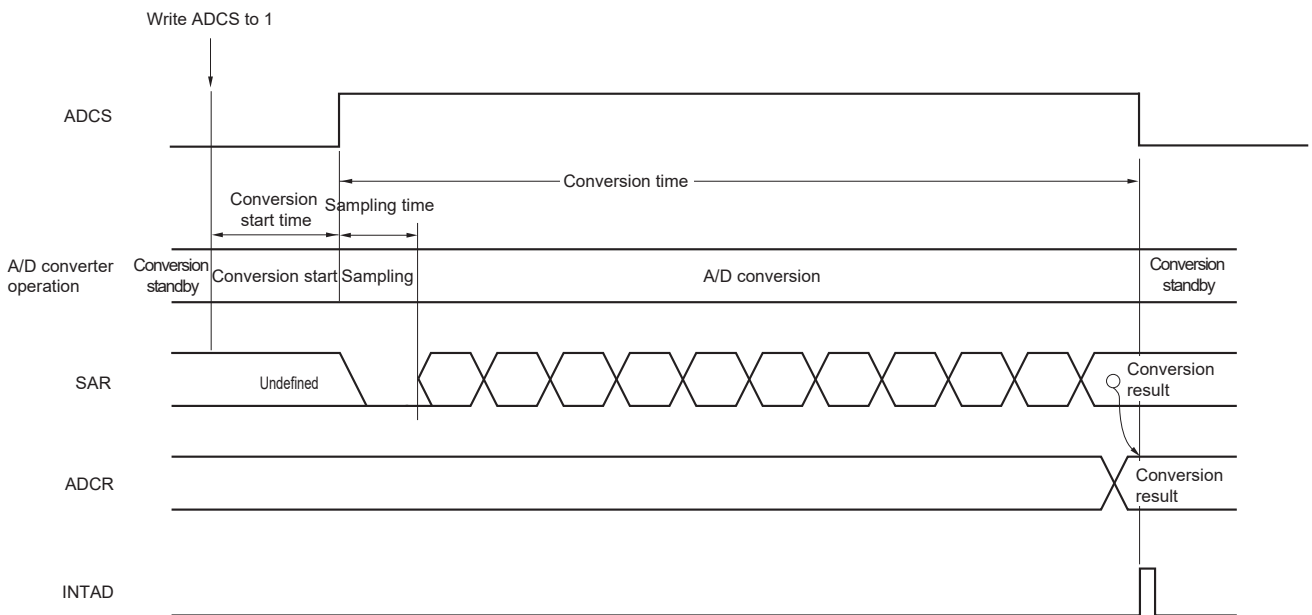 Write ADCS to 1
ADCS
Conversion time
Conversion
start time
Sampling time
A/D converter
operation
Conversion
standby
Conversion start
Sampling
A/D conversion
Conversion
standby
SAR
Undefined
Conversion
result
ADCR
Conversion
result
INTAD